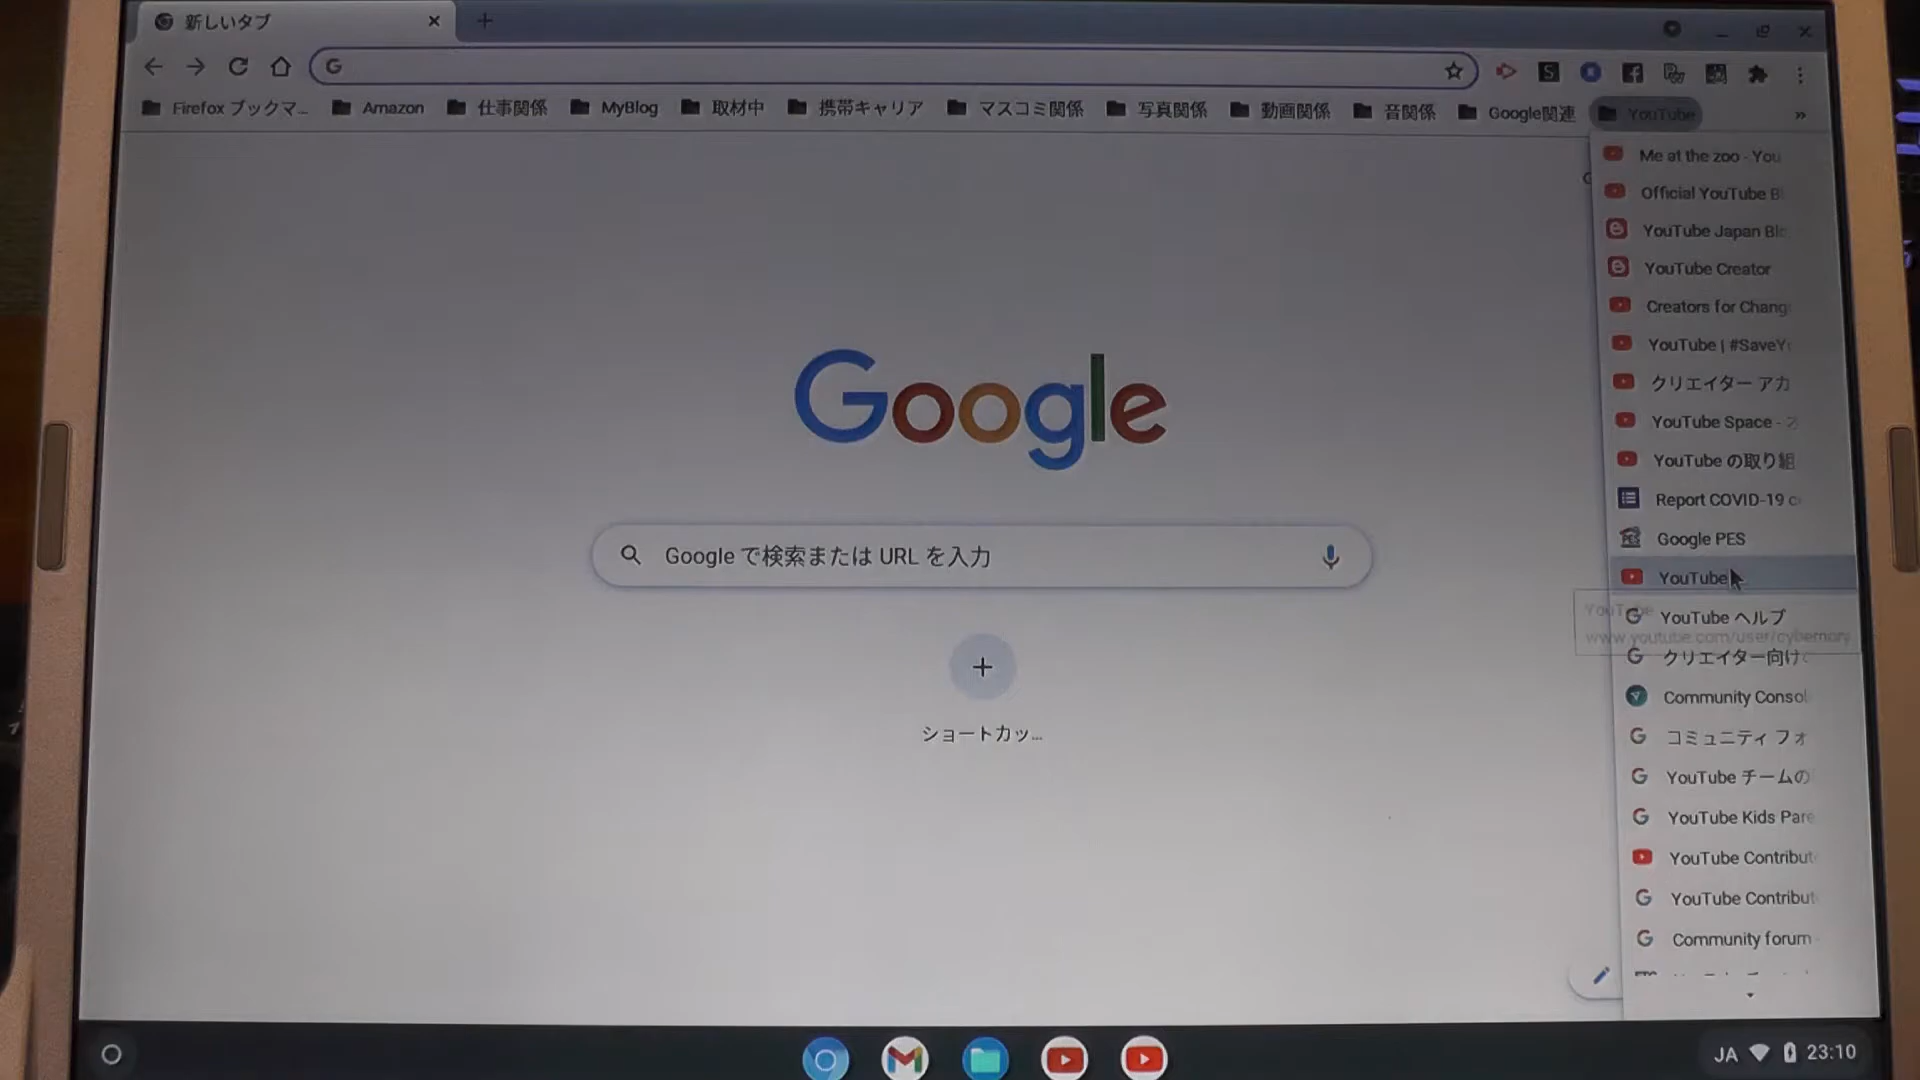 新しいタブ
Firefox ブックマ... Amazon 仕事関係 MyBlog 取材中 携帯キャリア マスコミ関係 写真関係 動画関係 音関係 Google関連 YouTube »
Me at the zoo - You
Official YouTube B
YouTube Japan Blo
YouTube Creator
Creators for Chang
YouTube | #SaveY
クリエイター アカ
YouTube Space -
YouTube の取り組
Report COVID-19 c
Google PES
YouTube
YouTube ヘルプ
www.youtube.com/user/cybernory
クリエイター向け
Community Consol
コミュニティ フォ
YouTube チームの
YouTube Kids Pare
YouTube Contribut
YouTube Contribut
Community forum
Google
Google で検索または URL を入力
ショートカッ...
JA 23:10